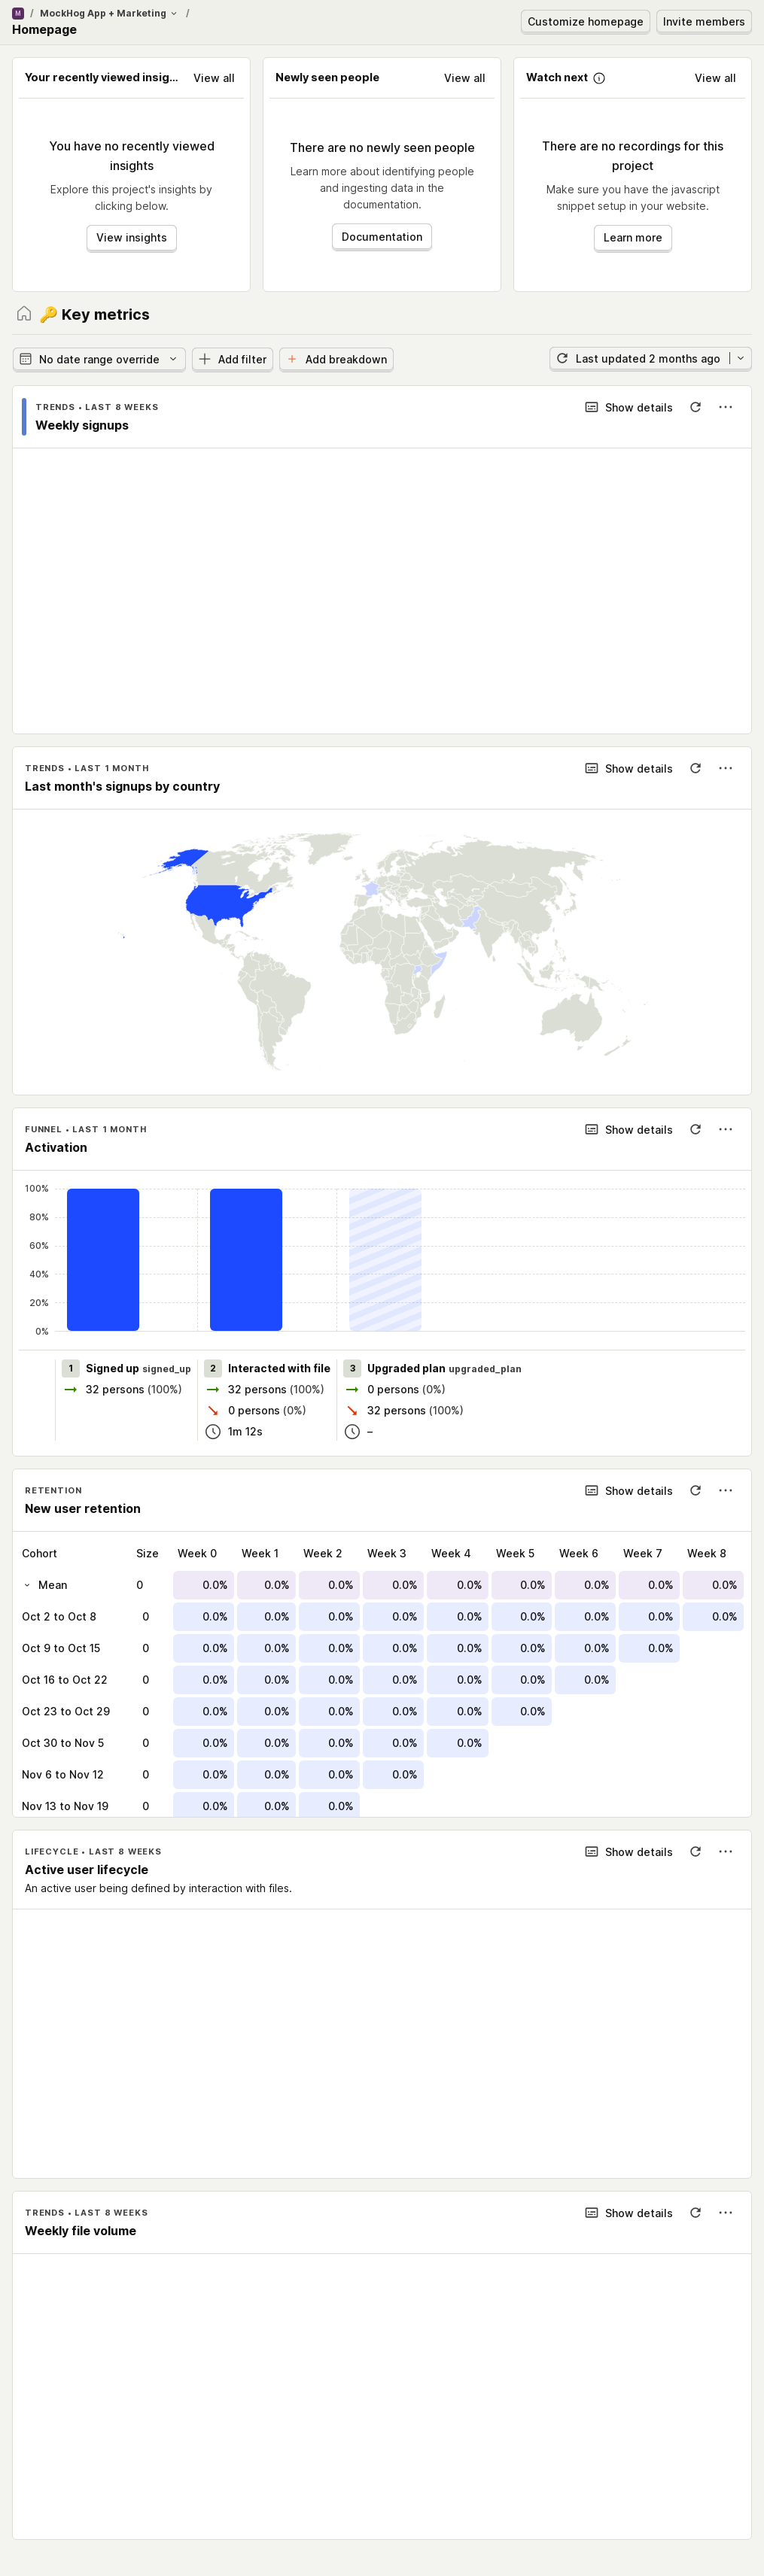 M / MockHog App + Marketing /
Homepage
Customize homepage
Invite members
Your recently viewed insig...
View all
You have no recently viewed
insights
Explore this project's insights by
clicking below.
View insights
Newly seen people
View all
There are no newly seen people
Learn more about identifying people
and ingesting data in the
documentation.
Documentation
Watch next
View all
There are no recordings for this
project
Make sure you have the javascript
snippet setup in your website.
Learn more
🔑 Key metrics
No date range override
Add filter
Add breakdown
Last updated 2 months ago
TRENDS • LAST 8 WEEKS
Show details
Weekly signups
TRENDS • LAST 1 MONTH
Show details
Last month's signups by country
FUNNEL • LAST 1 MONTH
Show details
Activation
100%
80%
60%
40%
20%
0%
1 Signed up signed_up
32 persons (100%)
2 Interacted with file
32 persons (100%)
0 persons (0%)
1m 12s
3 Upgraded plan upgraded_plan
0 persons (0%)
32 persons (100%)
–
RETENTION
Show details
New user retention
Cohort Size Week 0 Week 1 Week 2 Week 3 Week 4 Week 5 Week 6 Week 7 Week 8
Mean 0 0.0% 0.0% 0.0% 0.0% 0.0% 0.0% 0.0% 0.0% 0.0%
Oct 2 to Oct 8 0 0.0% 0.0% 0.0% 0.0% 0.0% 0.0% 0.0% 0.0% 0.0%
Oct 9 to Oct 15 0 0.0% 0.0% 0.0% 0.0% 0.0% 0.0% 0.0% 0.0%
Oct 16 to Oct 22 0 0.0% 0.0% 0.0% 0.0% 0.0% 0.0% 0.0%
Oct 23 to Oct 29 0 0.0% 0.0% 0.0% 0.0% 0.0% 0.0%
Oct 30 to Nov 5 0 0.0% 0.0% 0.0% 0.0% 0.0%
Nov 6 to Nov 12 0 0.0% 0.0% 0.0% 0.0%
Nov 13 to Nov 19 0 0.0% 0.0% 0.0%
LIFECYCLE • LAST 8 WEEKS
Show details
Active user lifecycle
An active user being defined by interaction with files.
TRENDS • LAST 8 WEEKS
Show details
Weekly file volume